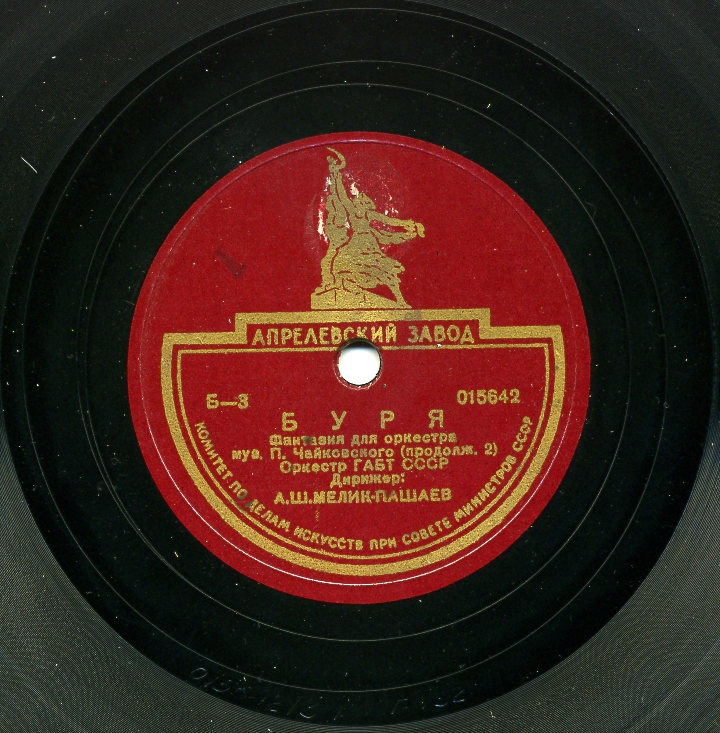 АПРЕЛЕВСКИЙ ЗАВОД
Б—3 015642
БУРЯ
Фантазия для оркестра
муз. П. Чайковского (продолж. 2)
Оркестр ГАБТ СССР
Дирижер:
А.Ш.МЕЛИК-ПАШАЕВ
КОМИТЕТ ПО ДЕЛАМ ИСКУССТВ ПРИ СОВЕТЕ МИНИСТРОВ СССР